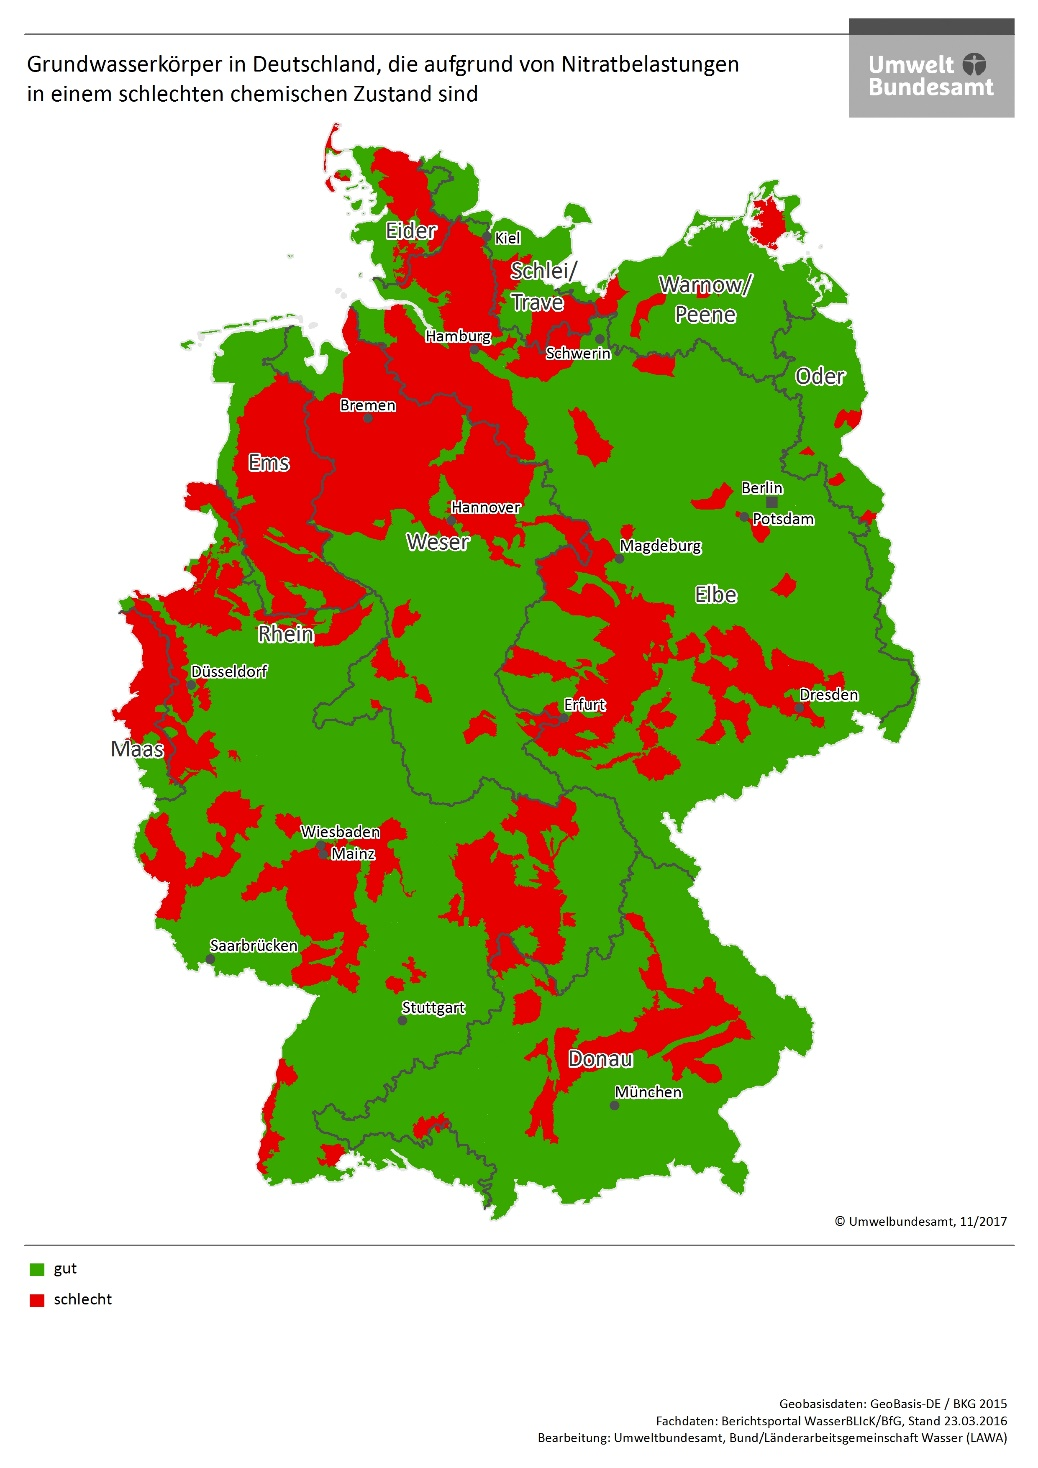 Grundwasserkörper in Deutschland, die aufgrund von Nitratbelastungen
in einem schlechten chemischen Zustand sind
Umwelt
Bundesamt
Eider
Kiel
Schlei/
Trave
Warnow/
Peene
Hamburg
Schwerin
Oder
Bremen
Ems
Berlin
Hannover
Potsdam
Weser
Magdeburg
Elbe
Rhein
Düsseldorf
Dresden
Erfurt
Maas
Wiesbaden
Mainz
Saarbrücken
Stuttgart
Donau
München
© Umwelbundesamt, 11/2017
gut
schlecht
Geobasisdaten: GeoBasis-DE / BKG 2015
Fachdaten: Berichtsportal WasserBLIcK/BfG, Stand 23.03.2016
Bearbeitung: Umweltbundesamt, Bund/Länderarbeitsgemeinschaft Wasser (LAWA)